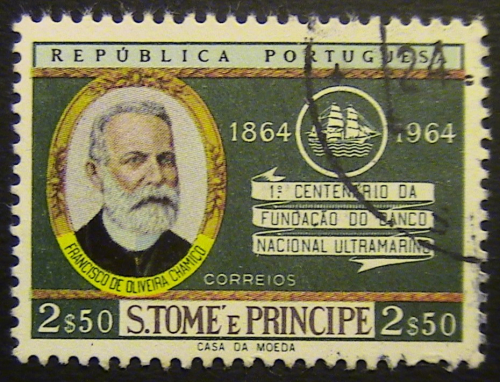 REPÚBLICA PORTUGUESA
1864 1964
1º CENTENÁRIO DA
FUNDAÇÃO DO BANCO
NACIONAL ULTRAMARINO
FRANCISCO DE OLIVEIRA CHAMIÇO
CORREIOS
2$50 S.TOMÉ E PRINCIPE 2$50
CASA DA MOEDA